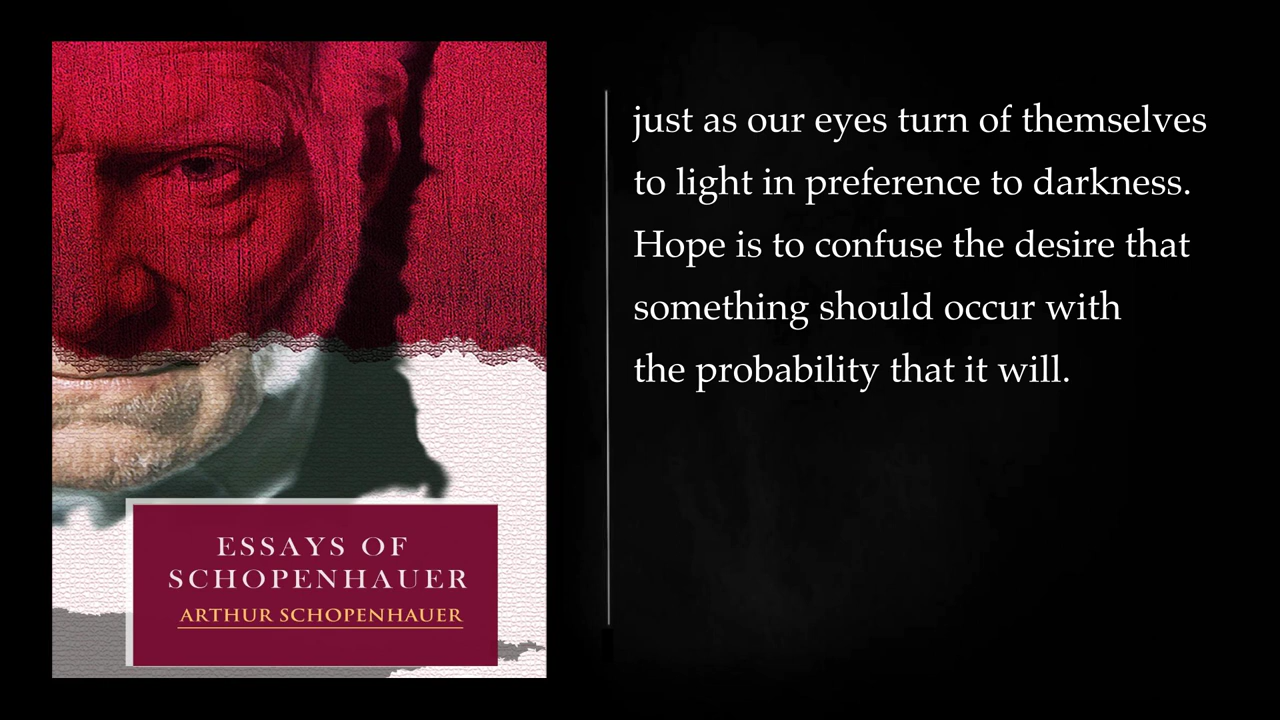 just as our eyes turn of themselves
to light in preference to darkness.
Hope is to confuse the desire that
something should occur with
the probability that it will.
ESSAYS OF
SCHOPENHAUER
ARTHUR SCHOPENHAUER